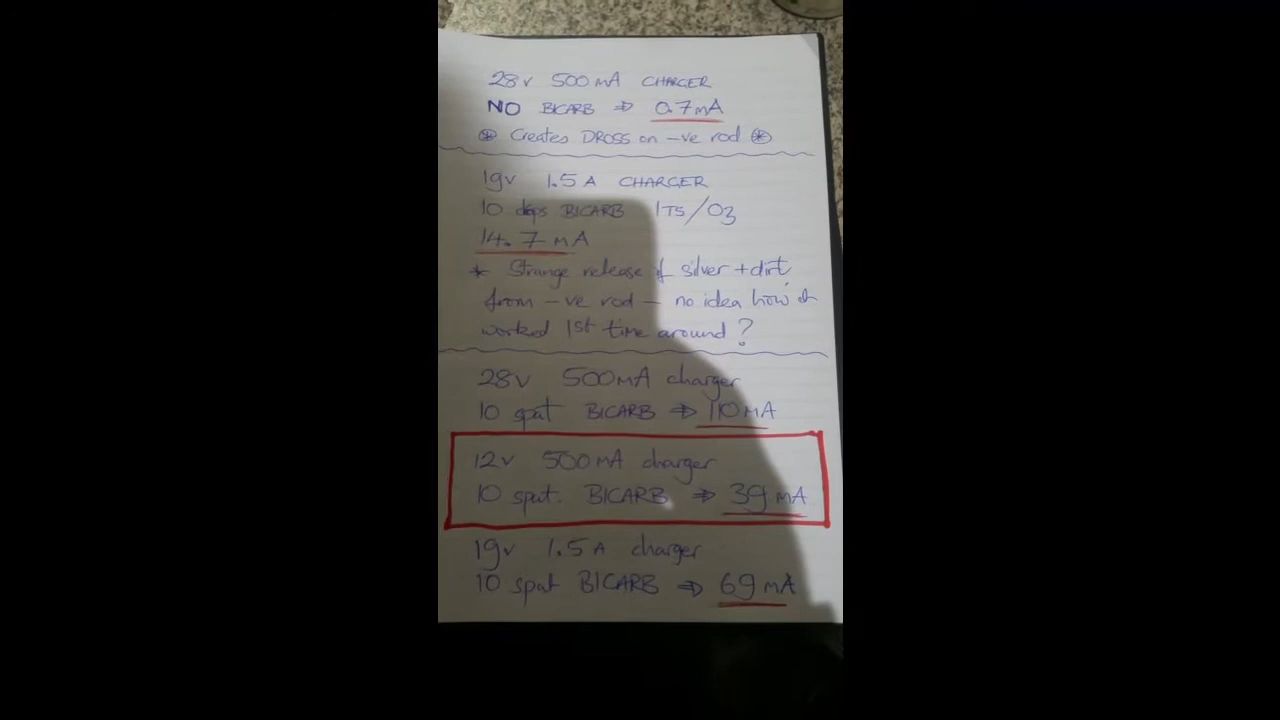 28v 500mA CHARGER
NO BICARB ⇒ 0.7mA
⊛ Creates DROSS on -ve rod ⊛
19v 1.5A CHARGER
10 BICARB 1TS/O3
14.7mA
* Strange release of silver + dirt
from -ve rod - no idea how it
worked 1st time around?
28v 500mA charger
10 spat BICARB ⇒ 110mA
12v 500mA charger
10 spat. BICARB ⇒ 39mA
19v 1.5A charger
10 spat BICARB ⇒ 69mA